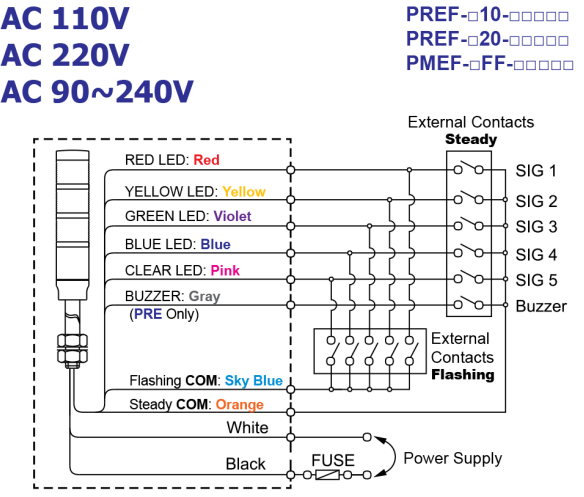 AC 110V
AC 220V
AC 90~240V
PREF-□10-□□□□□
PREF-□20-□□□□□
PMEF-□FF-□□□□□
External Contacts
Steady
RED LED: Red
SIG 1
YELLOW LED: Yellow
SIG 2
GREEN LED: Violet
SIG 3
BLUE LED: Blue
SIG 4
CLEAR LED: Pink
SIG 5
BUZZER: Gray
Buzzer
(PRE Only)
External
Contacts
Flashing
Flashing COM: Sky Blue
Steady COM: Orange
White
Black
FUSE
Power Supply